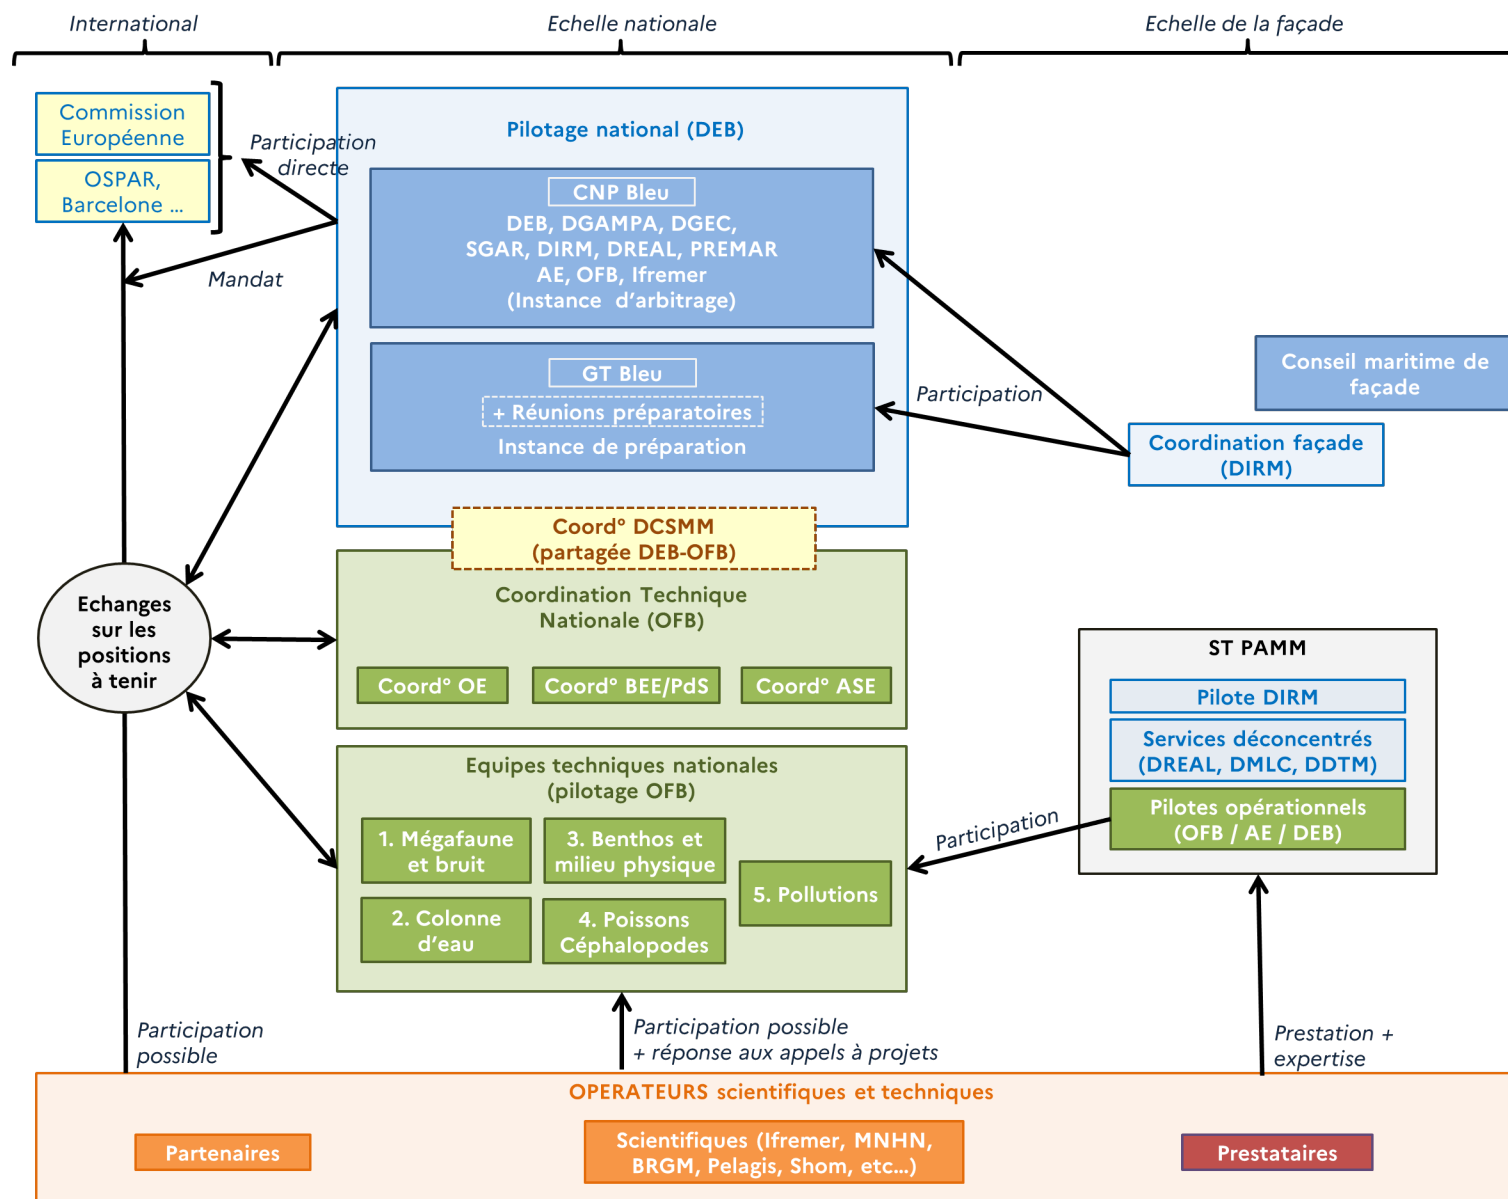 International
Echelle nationale
Echelle de la façade
Commission
Européenne
OSPAR,
Barcelone ...
Participation
directe
Mandat
Pilotage national (DEB)
CNP Bleu
DEB, DGAMPA, DGEC,
SGAR, DIRM, DREAL, PREMAR
AE, OFB, Ifremer
(Instance d'arbitrage)
GT Bleu
+ Réunions préparatoires
Instance de préparation
Participation
Conseil maritime de
façade
Coordination façade
(DIRM)
Coord° DCSMM
(partagée DEB-OFB)
Coordination Technique
Nationale (OFB)
Coord° OE
Coord° BEE/PdS
Coord° ASE
Echanges
sur les
positions
à tenir
ST PAMM
Pilote DIRM
Services déconcentrés
(DREAL, DMLC, DDTM)
Pilotes opérationnels
(OFB / AE / DEB)
Equipes techniques nationales
(pilotage OFB)
1. Mégafaune
et bruit
3. Benthos et
milieu physique
5. Pollutions
2. Colonne
d'eau
4. Poissons
Céphalopodes
Participation
Participation
possible
Participation possible
+ réponse aux appels à projets
Prestation +
expertise
OPERATEURS scientifiques et techniques
Partenaires
Scientifiques (Ifremer, MNHN,
BRGM, Pelagis, Shom, etc...)
Prestataires